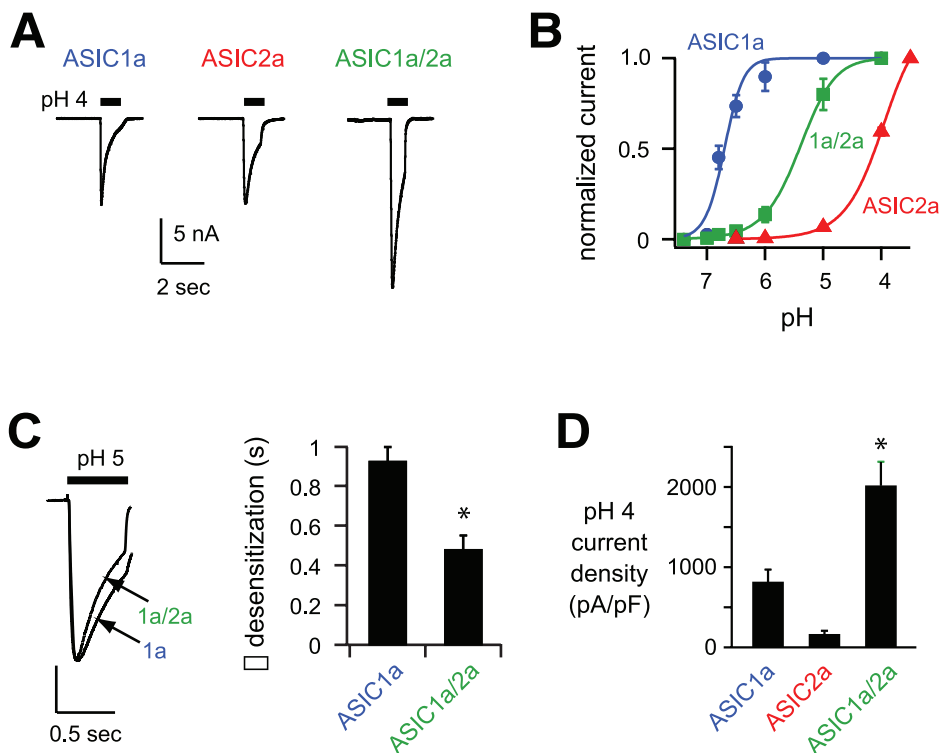 A
ASIC1a ASIC2a ASIC1a/2a
pH 4
5 nA
2 sec
B
normalized current
1.0
0.5
0
ASIC1a
1a/2a
ASIC2a
7 6 5 4
pH
C
pH 5
1a/2a
1a
0.5 sec
desensitization (s)
1
0.8
0.6
0.4
0.2
0
*
ASIC1a
ASIC1a/2a
D
pH 4
current
density
(pA/pF)
2000
1000
0
*
ASIC1a
ASIC2a
ASIC1a/2a